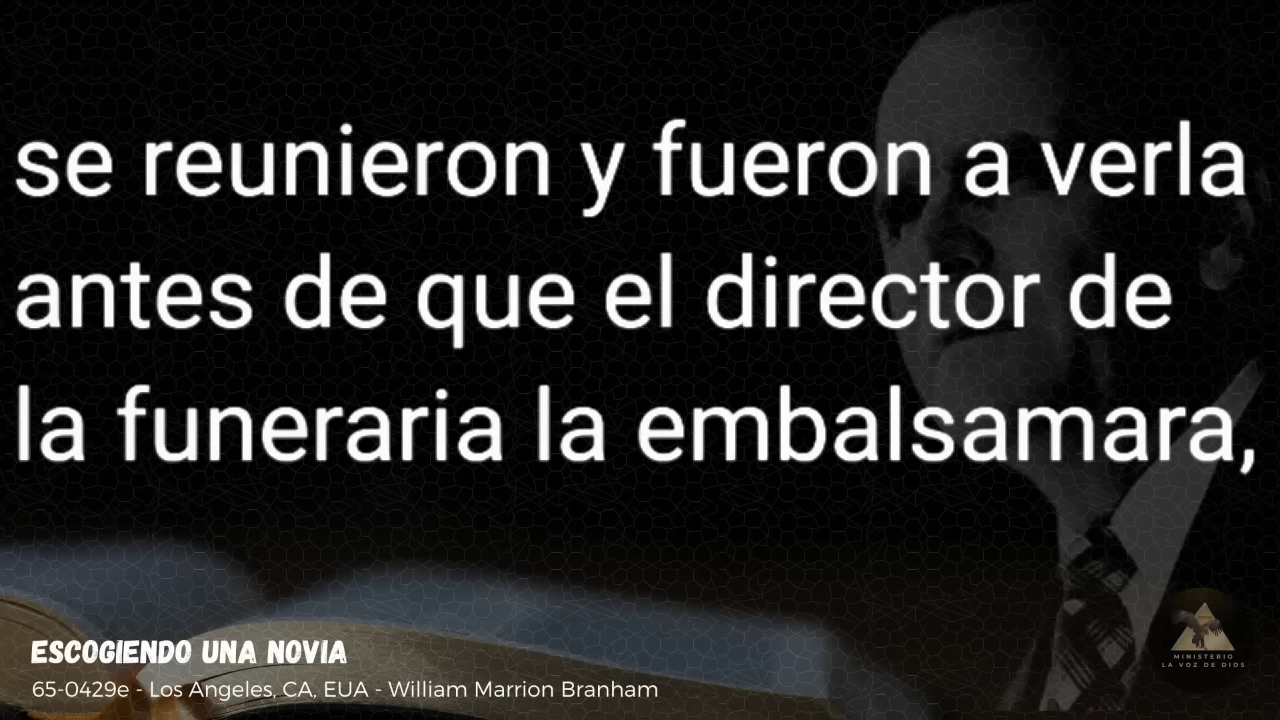 se reunieron y fueron a verla
antes de que el director de
la funeraria la embalsamara,
ESCOGIENDO UNA NOVIA
65-0429e - Los Angeles, CA, EUA - William Marrion Branham
MINISTERIO
LA VOZ DE DIOS